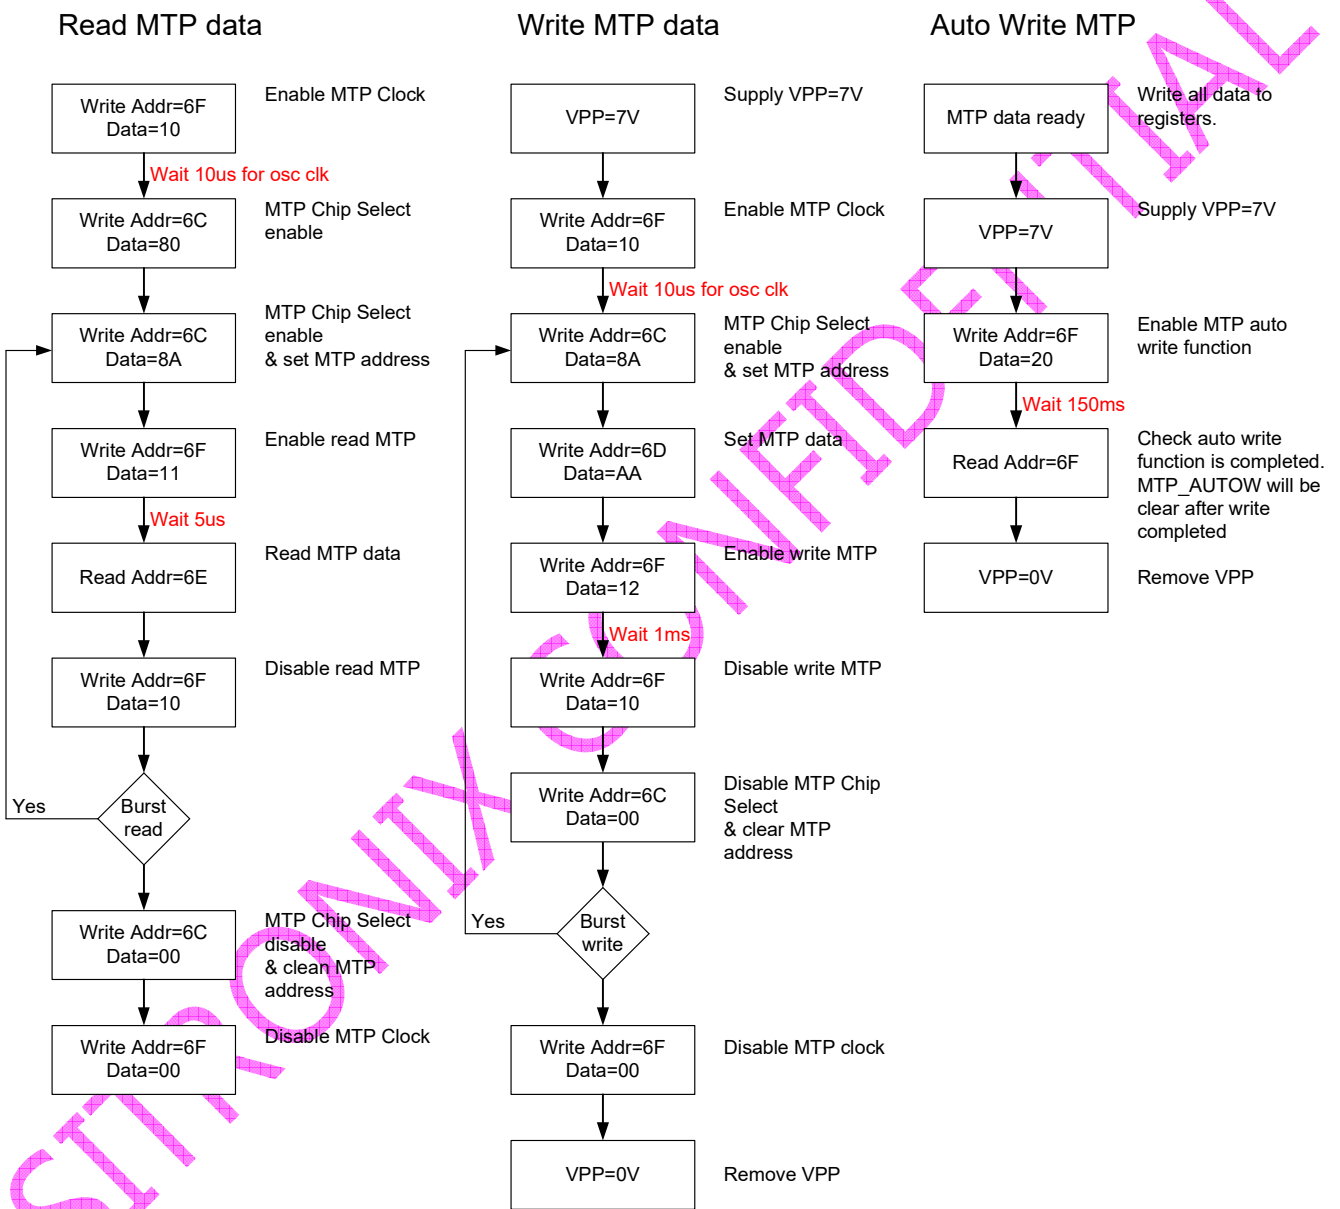 Read MTP data
Write Addr=6F
Data=10
Enable MTP Clock
Wait 10us for osc clk
Write Addr=6C
Data=80
MTP Chip Select
enable
Write Addr=6C
Data=8A
MTP Chip Select
enable
& set MTP address
Write Addr=6F
Data=11
Enable read MTP
Wait 5us
Read Addr=6E
Read MTP data
Write Addr=6F
Data=10
Disable read MTP
Burst
read
Yes
Write Addr=6C
Data=00
MTP Chip Select
disable
& clean MTP
address
Write Addr=6F
Data=00
Disable MTP Clock
Write MTP data
VPP=7V
Supply VPP=7V
Write Addr=6F
Data=10
Enable MTP Clock
Wait 10us for osc clk
Write Addr=6C
Data=8A
MTP Chip Select
enable
& set MTP address
Write Addr=6D
Data=AA
Set MTP data
Write Addr=6F
Data=12
Enable write MTP
Wait 1ms
Write Addr=6F
Data=10
Disable write MTP
Write Addr=6C
Data=00
Disable MTP Chip
Select
& clear MTP
address
Burst
write
Yes
Write Addr=6F
Data=00
Disable MTP clock
VPP=0V
Remove VPP
Auto Write MTP
MTP data ready
Write all data to
registers.
VPP=7V
Supply VPP=7V
Write Addr=6F
Data=20
Enable MTP auto
write function
Wait 150ms
Read Addr=6F
Check auto write
function is completed.
MTP_AUTOW will be
clear after write
completed
VPP=0V
Remove VPP
SITRONIX CONFIDENTIAL